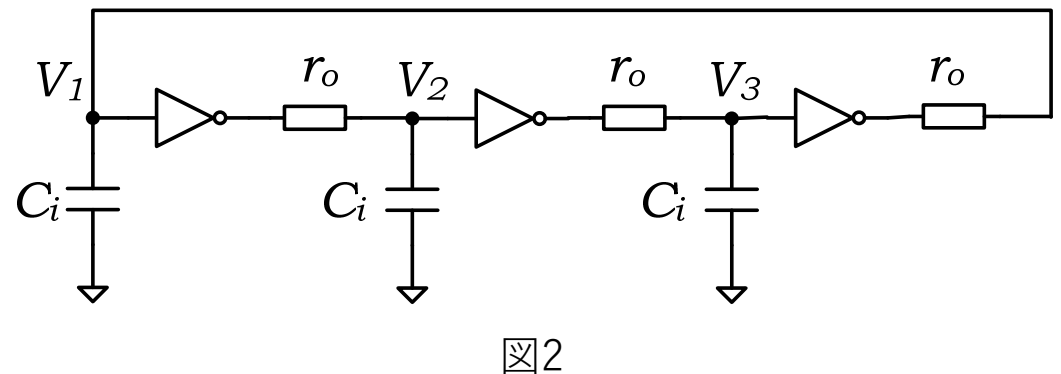 V₁ rₒ V₂ rₒ V₃ rₒ
Cᵢ Cᵢ Cᵢ
図2